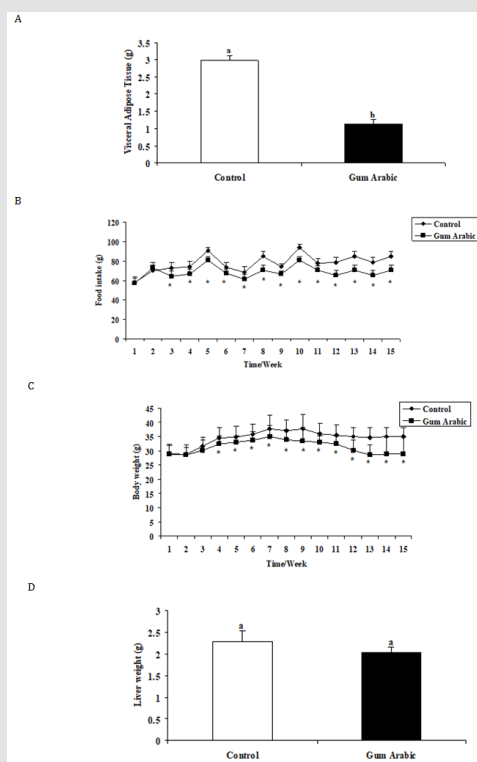 A
Visceral Adipose Tissue (g)
3.5
3
2.5
2
1.5
1
0.5
0
a
b
Control
Gum Arabic
B
Control
Gum Arabic
Food intake (g)
120
100
80
60
40
20
0
* * * * * * * * * * * * *
1 2 3 4 5 6 7 8 9 10 11 12 13 14 15
Time/Week
C
Control
Gum Arabic
Body weight (g)
45
40
35
30
25
20
15
10
5
0
* * * * * * * * * * * *
1 2 3 4 5 6 7 8 9 10 11 12 13 14 15
Time/Week
D
Liver weight (g)
3
2.5
2
1.5
1
0.5
0
a
a
Control
Gum Arabic